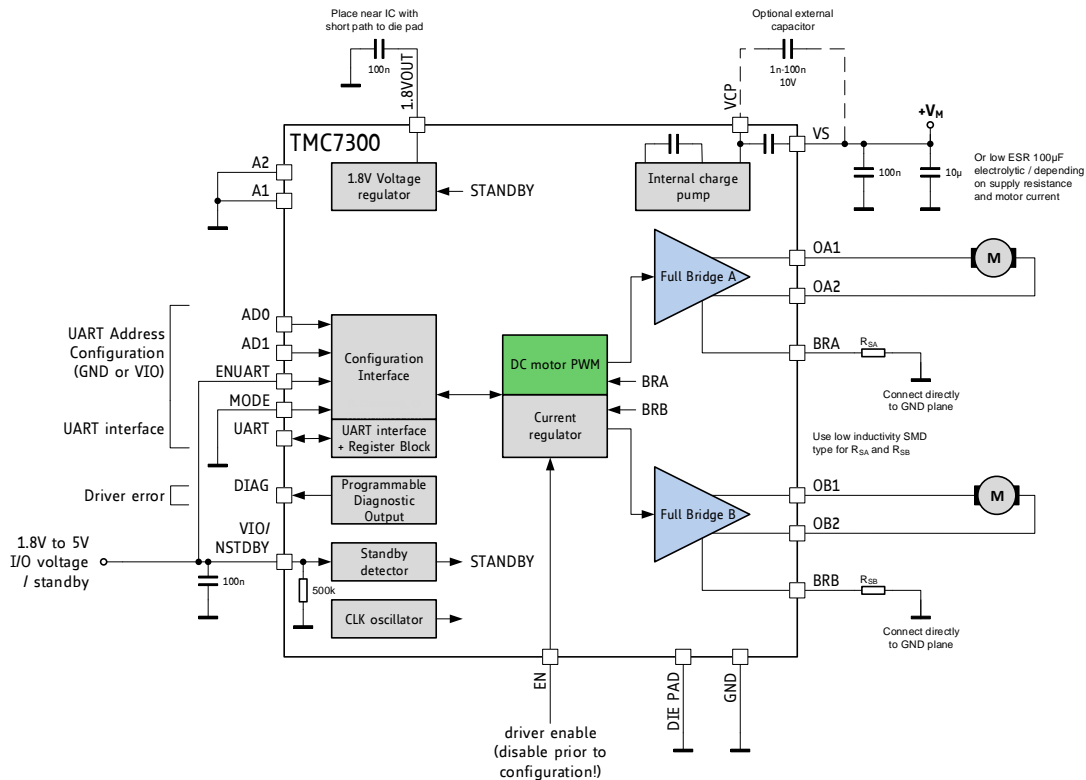 Place near IC with
short path to die pad
100n
1.8VOUT
Optional external
capacitor
1n-100n
10V
VCP
+VM
VS
100n
10µ
Or low ESR 100µF
electrolytic / depending
on supply resistance
and motor current
TMC7300
A2
A1
1.8V Voltage
regulator
STANDBY
Internal charge
pump
Full Bridge A
OA1
OA2
M
BRA
RSA
Connect directly
to GND plane
UART Address
Configuration
(GND or VIO)
UART interface
AD0
AD1
ENUART
MODE
UART
Configuration
Interface
UART interface
+ Register Block
DC motor PWM
Current
regulator
BRA
BRB
Use low inductivity SMD
type for RSA and RSB
Driver error
DIAG
Programmable
Diagnostic
Output
Full Bridge B
OB1
OB2
M
BRB
RSB
Connect directly
to GND plane
1.8V to 5V
I/O voltage
/ standby
VIO/
NSTDBY
100n
500k
Standby
detector
STANDBY
CLK oscillator
EN
DIE PAD
GND
driver enable
(disable prior to
configuration!)